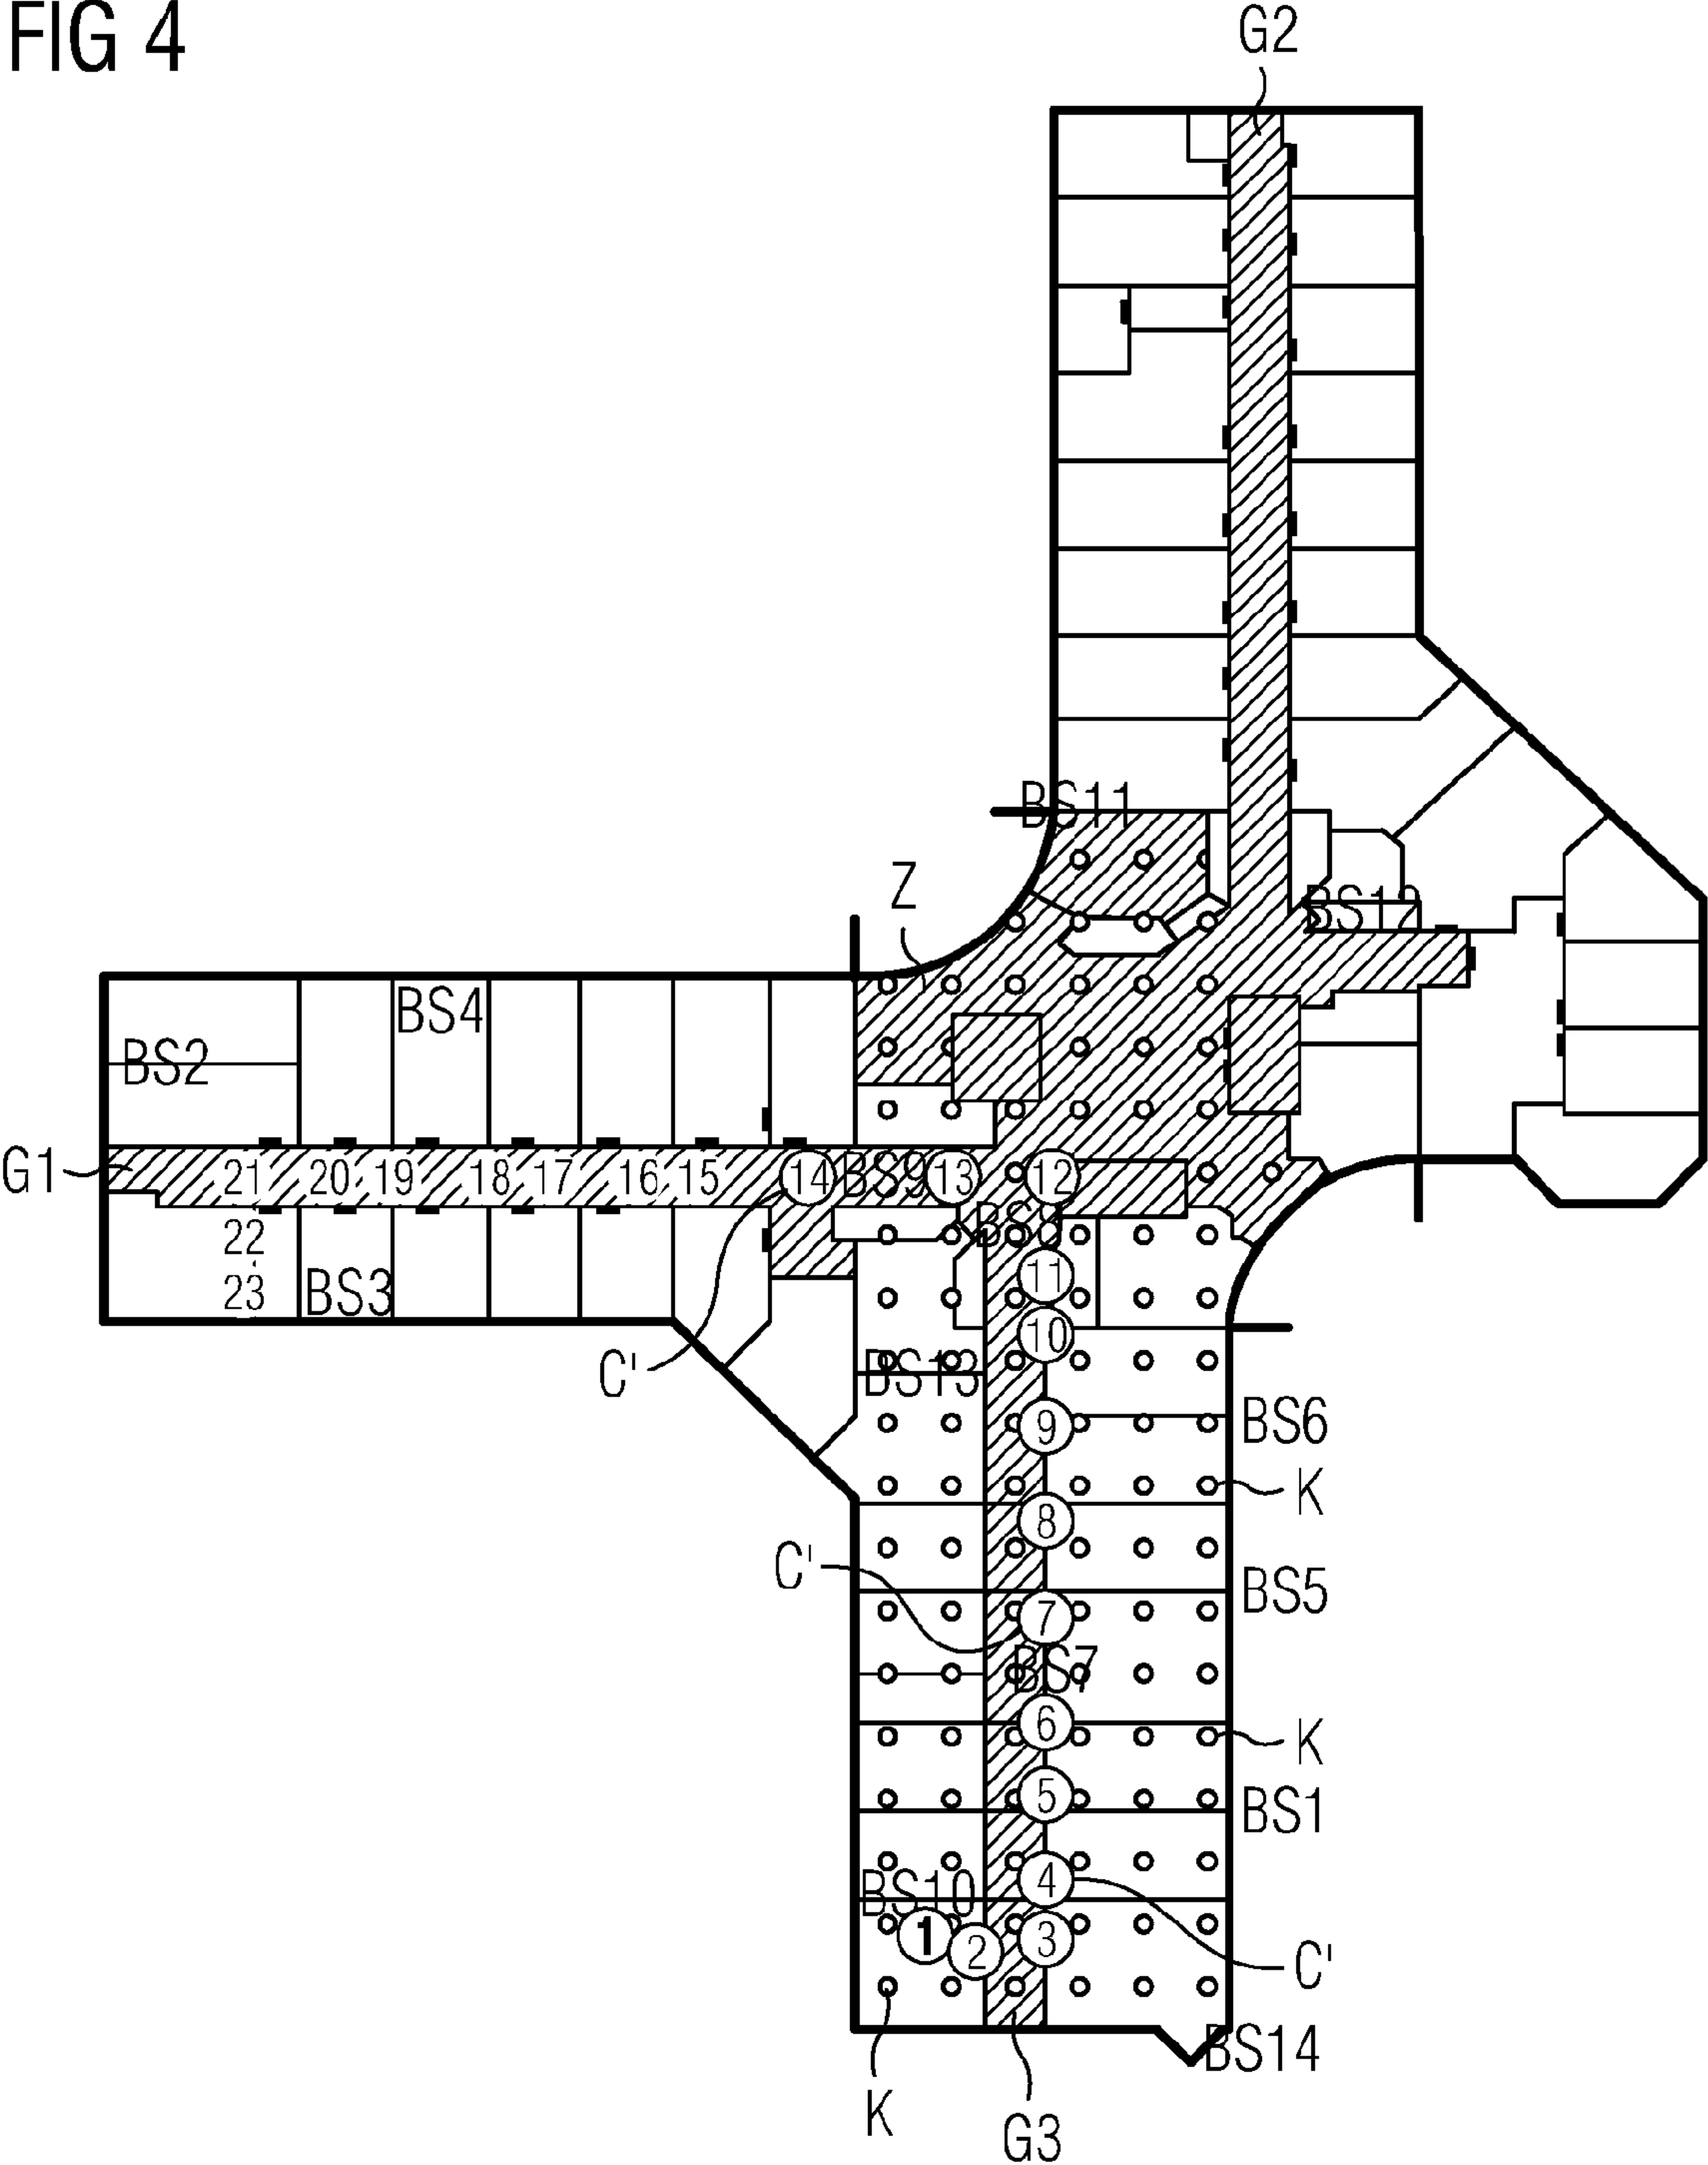 FIG 4
G2
BS11
Z
BS12
BS4
BS2
G1
21 20 19 18 17 16 15 14 BS9 13 12
22
BS8
23
BS3
11
10
C'
BS13
9
BS6
K
8
C'
BS5
7
BS7
6
K
5
BS1
4
BS10
1
2
3
C'
BS14
K
G3